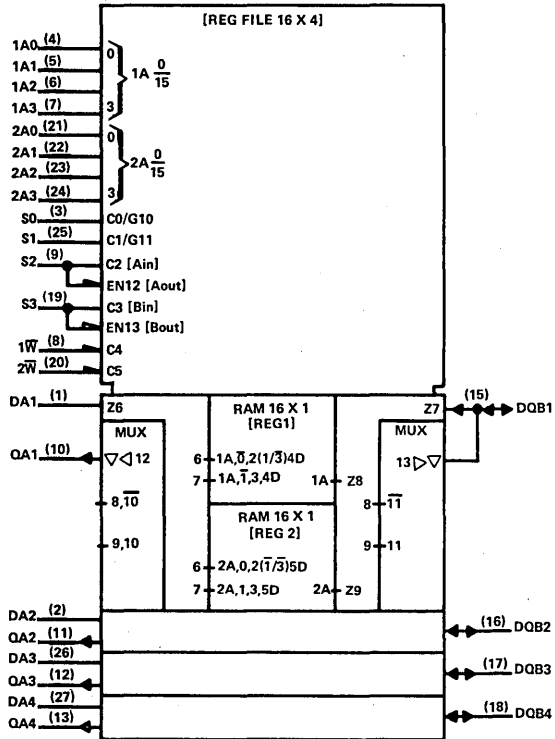 [REG FILE 16 X 4]
1A0 (4) 0
1A1 (5)
1A2 (6)
1A3 (7) 3
1A 0/15
2A0 (21) 0
2A1 (22)
2A2 (23)
2A3 (24) 3
2A 0/15
S0 (3) C0/G10
S1 (25) C1/G11
S2 (9) C2 [Ain]
EN12 [Aout]
S3 (19) C3 [Bin]
EN13 [Bout]
1W̅ (8) C4
2W̅ (20) C5
DA1 (1) Z6
RAM 16 X 1
[REG1]
Z7 (15) DQB1
MUX
MUX
QA1 (10) ▽◁ 12
6 1A,0̅,2(1/3̅)4D
7 1A,1̅,3,4D
1A Z8
13 ▷▽
8,1̅0̅
8 1̅1̅
RAM 16 X 1
[REG 2]
9,10
9 11
6 2A,0,2(1̅/3̅)5D
7 2A,1,3,5D
2A Z9
DA2 (2)
QA2 (11)
(16) DQB2
DA3 (26)
QA3 (12)
(17) DQB3
DA4 (27)
QA4 (13)
(18) DQB4